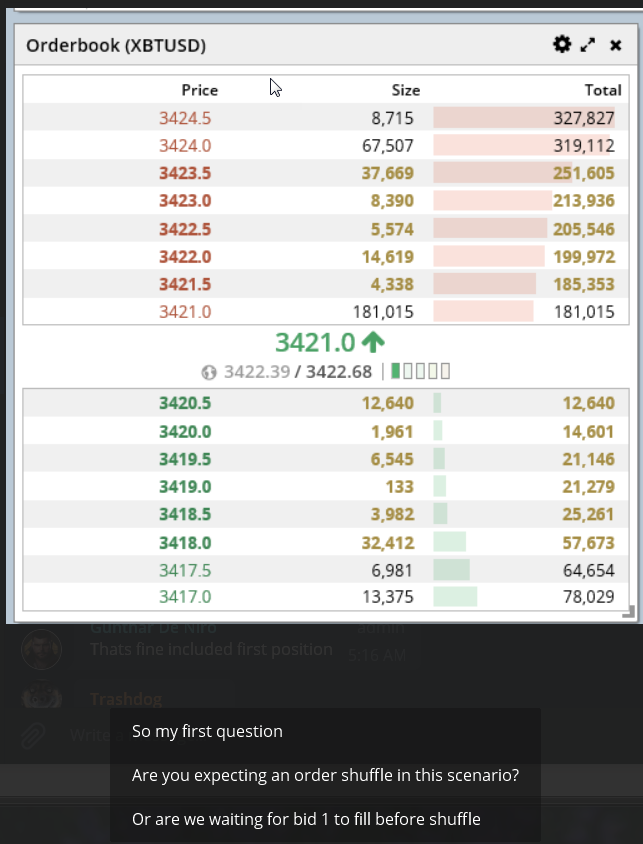 Orderbook (XBTUSD)
Price Size Total
3424.5 8,715 327,827
3424.0 67,507 319,112
3423.5 37,669 251,605
3423.0 8,390 213,936
3422.5 5,574 205,546
3422.0 14,619 199,972
3421.5 4,338 185,353
3421.0 181,015 181,015
3421.0
3422.39 / 3422.68
3420.5 12,640 12,640
3420.0 1,961 14,601
3419.5 6,545 21,146
3419.0 133 21,279
3418.5 3,982 25,261
3418.0 32,412 57,673
3417.5 6,981 64,654
3417.0 13,375 78,029
Gunthar De Niro admin
Thats fine included first position 5:16 AM
Trashdog
Write
So my first question
Are you expecting an order shuffle in this scenario?
Or are we waiting for bid 1 to fill before shuffle